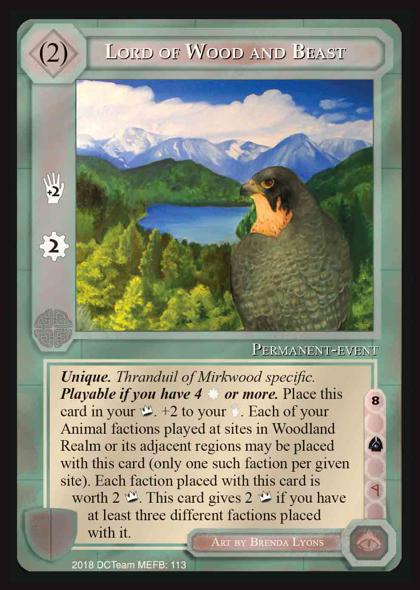 (2)
LORD OF WOOD AND BEAST
+2
2
PERMANENT-EVENT
Unique. Thranduil of Mirkwood specific.
Playable if you have 4 or more. Place this
card in your . +2 to your . Each of your
Animal factions played at sites in Woodland
Realm or its adjacent regions may be placed
with this card (only one such faction per given
site). Each faction placed with this card is
worth 2 . This card gives 2 if you have
at least three different factions placed
with it.
8
ART BY BRENDA LYONS
2018 DCTeam MEFB: 113